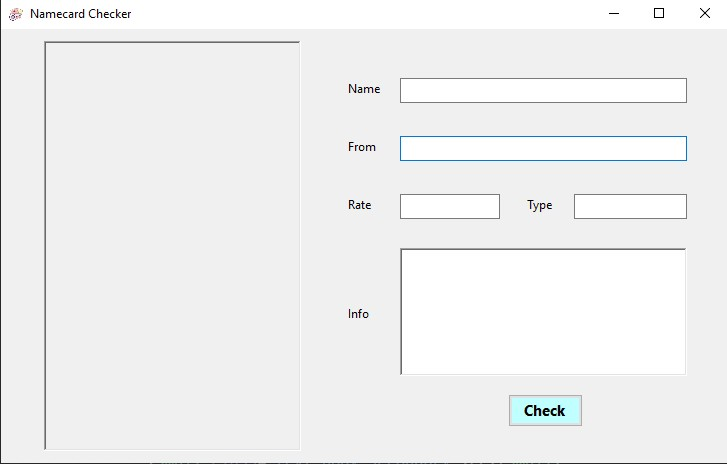 Namecard Checker
Name
From
Rate
Type
Info
Check